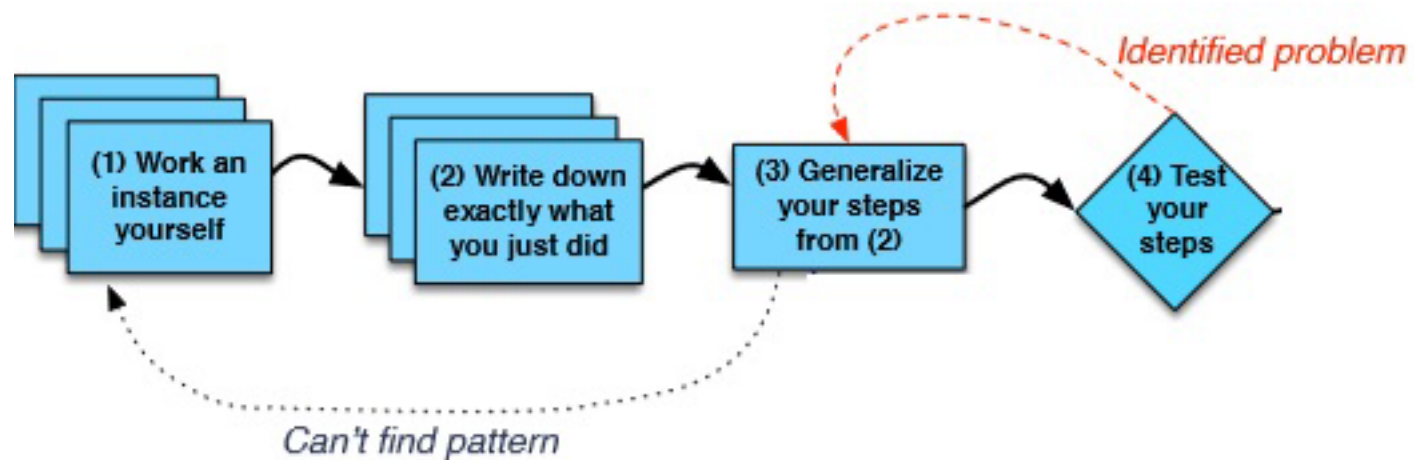 Identified problem
(1) Work an
instance
yourself
(2) Write down
exactly what
you just did
(3) Generalize
your steps
from (2)
(4) Test
your
steps
Can't find pattern